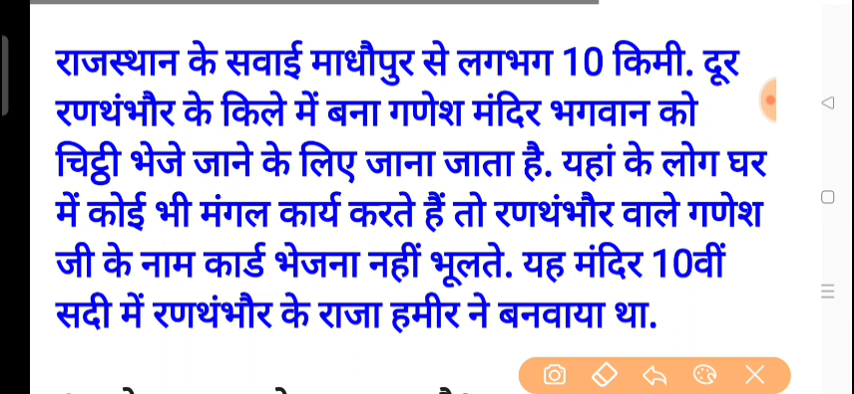 राजस्थान के सवाई माधौपुर से लगभग 10 किमी. दूर
रणथंभौर के किले में बना गणेश मंदिर भगवान को
चिट्ठी भेजे जाने के लिए जाना जाता है. यहां के लोग घर
में कोई भी मंगल कार्य करते हैं तो रणथंभौर वाले गणेश
जी के नाम कार्ड भेजना नहीं भूलते. यह मंदिर 10वीं
सदी में रणथंभौर के राजा हमीर ने बनवाया था.